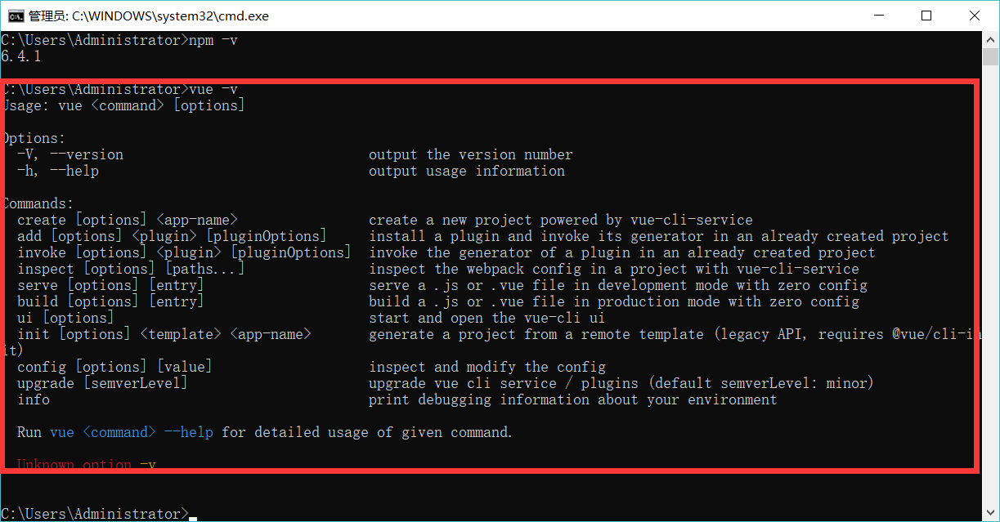 管理员: C:\WINDOWS\system32\cmd.exe
C:\Users\Administrator>npm -v
6.4.1
C:\Users\Administrator>vue -v
Usage: vue <command> [options]
Options:
-V, --version output the version number
-h, --help output usage information
Commands:
create [options] <app-name> create a new project powered by vue-cli-service
add [options] <plugin> [pluginOptions] install a plugin and invoke its generator in an already created project
invoke [options] <plugin> [pluginOptions] invoke the generator of a plugin in an already created project
inspect [options] [paths...] inspect the webpack config in a project with vue-cli-service
serve [options] [entry] serve a .js or .vue file in development mode with zero config
build [options] [entry] build a .js or .vue file in production mode with zero config
ui [options] start and open the vue-cli ui
init [options] <template> <app-name> generate a project from a remote template (legacy API, requires @vue/cli-in
it)
config [options] [value] inspect and modify the config
upgrade [semverLevel] upgrade vue cli service / plugins (default semverLevel: minor)
info print debugging information about your environment
Run vue <command> --help for detailed usage of given command.
Unknown option -v
C:\Users\Administrator>